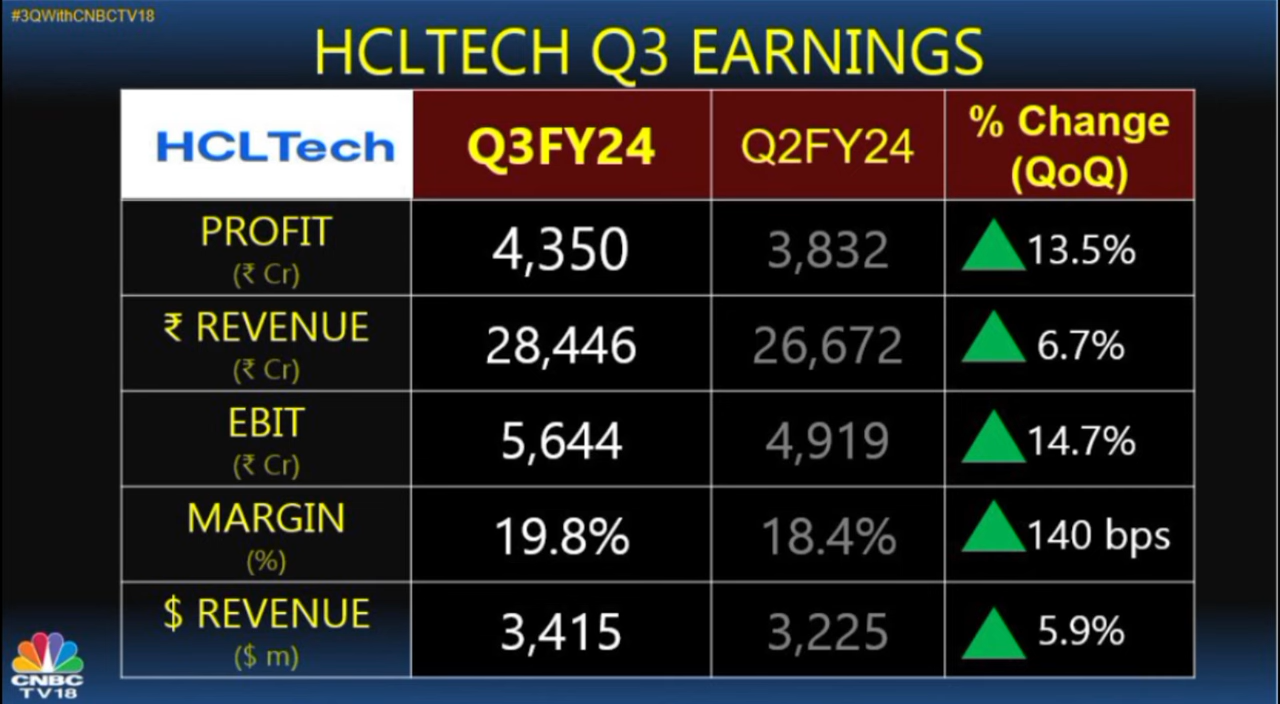 #3QWithCNBCTV18
HCLTECH Q3 EARNINGS
HCLTech Q3FY24 Q2FY24 % Change (QoQ)
PROFIT (₹ Cr) 4,350 3,832 13.5%
₹ REVENUE (₹ Cr) 28,446 26,672 6.7%
EBIT (₹ Cr) 5,644 4,919 14.7%
MARGIN (%) 19.8% 18.4% 140 bps
$ REVENUE ($ m) 3,415 3,225 5.9%
CNBC
TV18